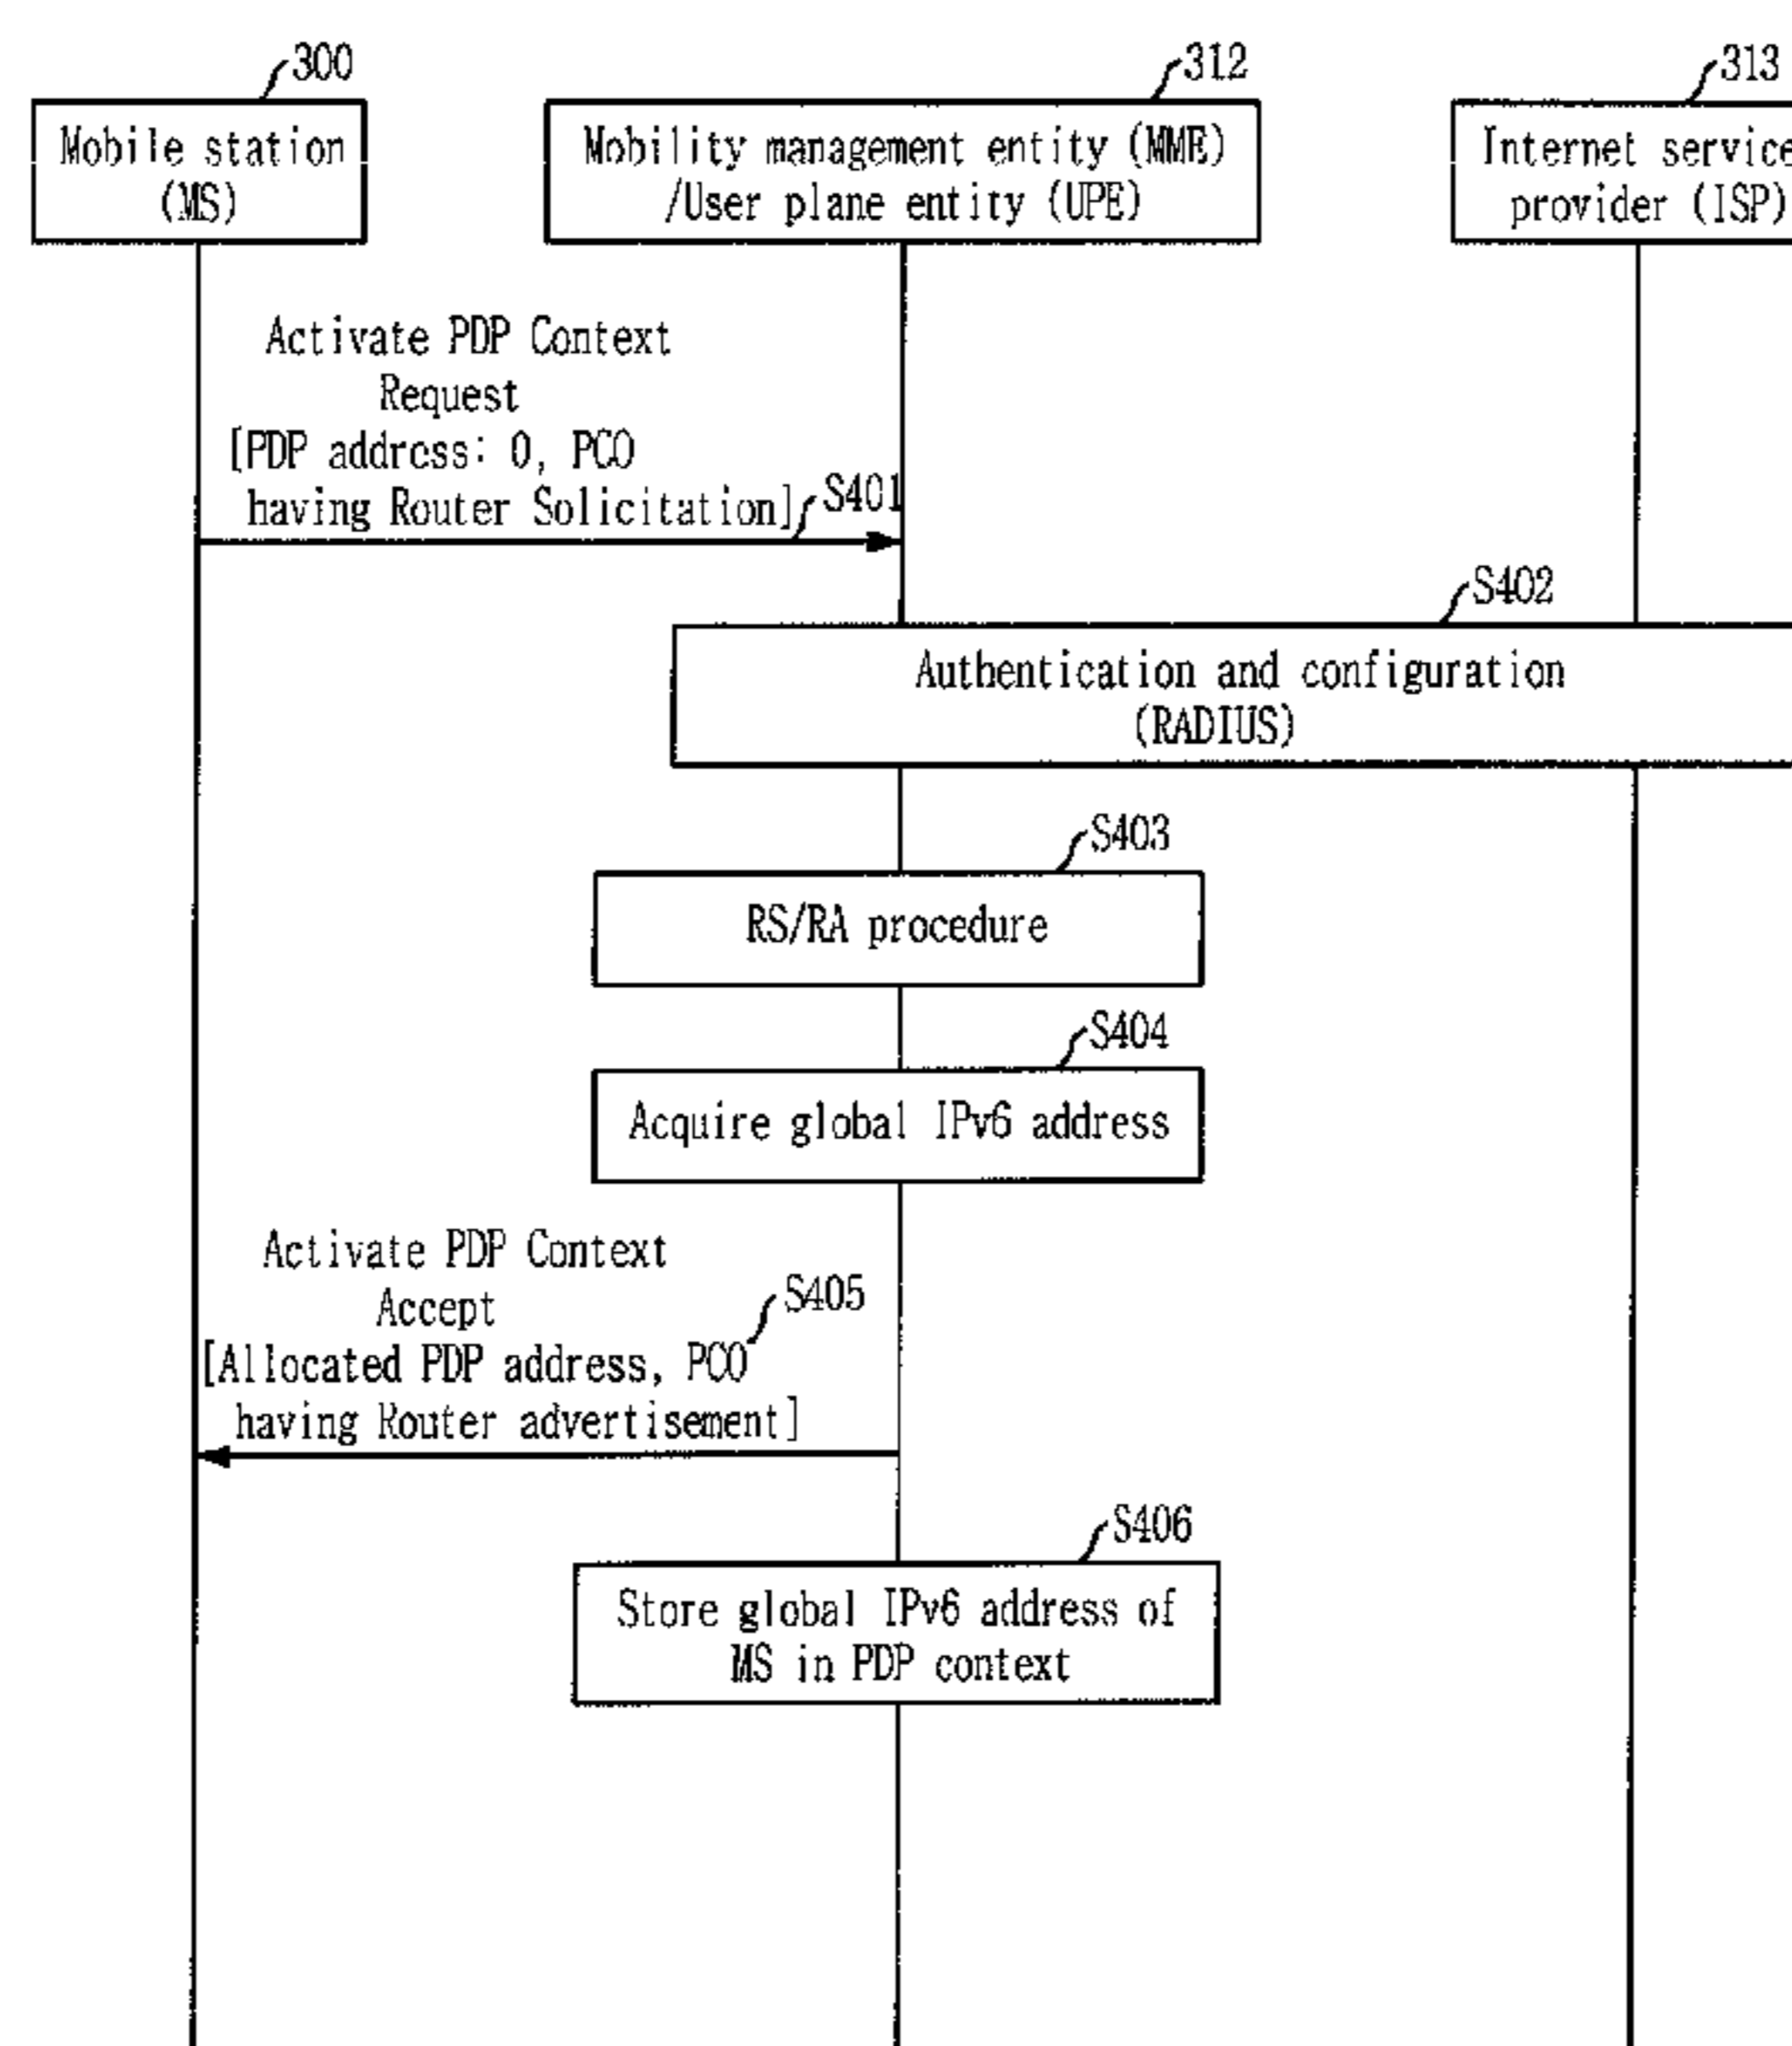 300
Mobile station
(MS)
312
Mobility management entity (MME)
/User plane entity (UPE)
313
Internet service
provider (ISP)
Activate PDP Context
Request
[PDP address: 0, PCO
having Router Solicitation]
S401
S402
Authentication and configuration
(RADIUS)
S403
RS/RA procedure
S404
Acquire global IPv6 address
Activate PDP Context
Accept
[Allocated PDP address, PCO
having Router advertisement]
S405
S406
Store global IPv6 address of
MS in PDP context